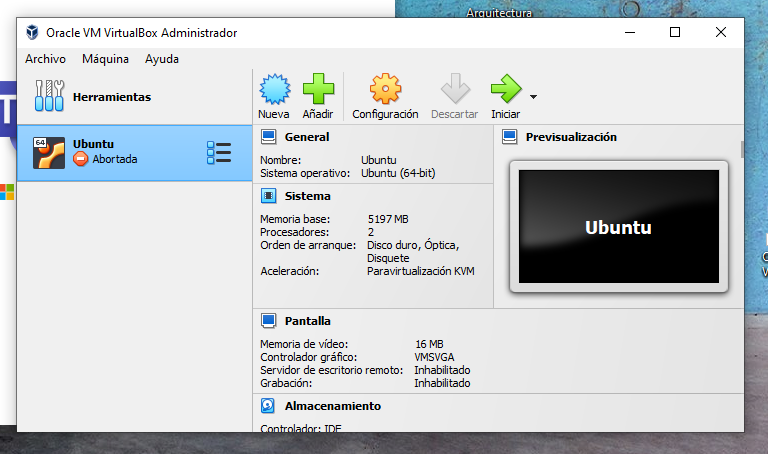 Arquitectura
Oracle VM VirtualBox Administrador
Archivo Máquina Ayuda
Herramientas
Nueva Añadir Configuración Descartar Iniciar
64
Ubuntu
Abortada
General
Nombre: Ubuntu
Sistema operativo: Ubuntu (64-bit)
Sistema
Memoria base: 5197 MB
Procesadores: 2
Orden de arranque: Disco duro, Óptica,
Disquete
Aceleración: Paravirtualización KVM
Previsualización
Ubuntu
Pantalla
Memoria de vídeo: 16 MB
Controlador gráfico: VMSVGA
Servidor de escritorio remoto: Inhabilitado
Grabación: Inhabilitado
Almacenamiento
Controlador: IDE